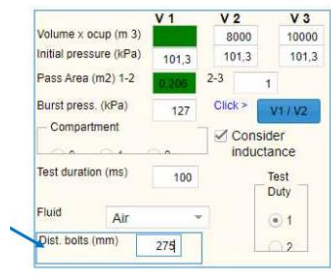 V 1 V 2 V 3
Volume x ocup (m 3) 8000 10000
Initial pressure (kPa) 101,3 101,3 101,3
Pass Area (m2) 1-2 0.206 2-3 1
Burst press. (kPa) 127 Click > V1 / V2
Compartment
Consider
inductance
Test duration (ms) 100
Test
Duty
Fluid Air 1
Dist. bolts (mm) 275 2